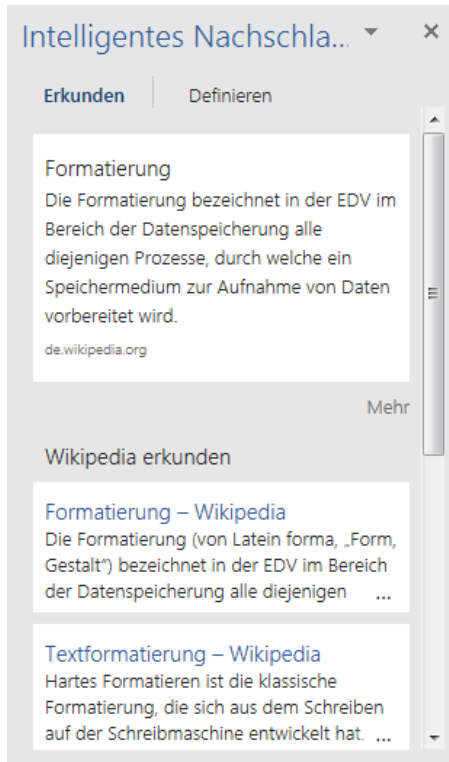 Intelligentes Nachschla...
Erkunden Definieren
Formatierung
Die Formatierung bezeichnet in der EDV im
Bereich der Datenspeicherung alle
diejenigen Prozesse, durch welche ein
Speichermedium zur Aufnahme von Daten
vorbereitet wird.
de.wikipedia.org
Mehr
Wikipedia erkunden
Formatierung – Wikipedia
Die Formatierung (von Latein forma, „Form,
Gestalt“) bezeichnet in der EDV im Bereich
der Datenspeicherung alle diejenigen ...
Textformatierung – Wikipedia
Hartes Formatieren ist die klassische
Formatierung, die sich aus dem Schreiben
auf der Schreibmaschine entwickelt hat. ...